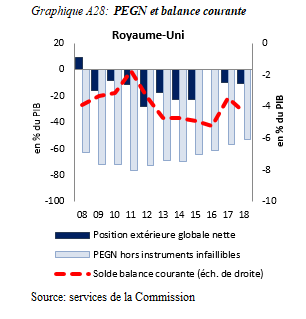 Graphique A28: PEGN et balance courante
Royaume-Uni
20
0
-20
-40
-60
-80
-100
en % du PIB
0
-2
-4
-6
-8
-10
en % du PIB
08 09 10 11 12 13 14 15 16 17 18
Position extérieure globale nette
PEGN hors instruments infaillibles
Solde balance courante (éch. de droite)
Source: services de la Commission